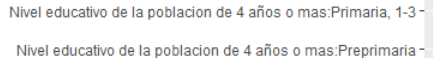 Nivel educativo de la poblacion de 4 años o mas:Primaria, 1-3
Nivel educativo de la poblacion de 4 años o mas:Preprimaria